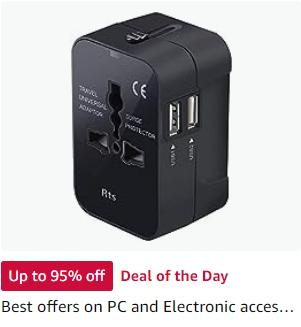 TRAVEL
UNIVERSAL
ADAPTOR
CE
SURGE
PROTECTOR
Rts
USB1
USB2
Up to 95% off
Deal of the Day
Best offers on PC and Electronic acces…